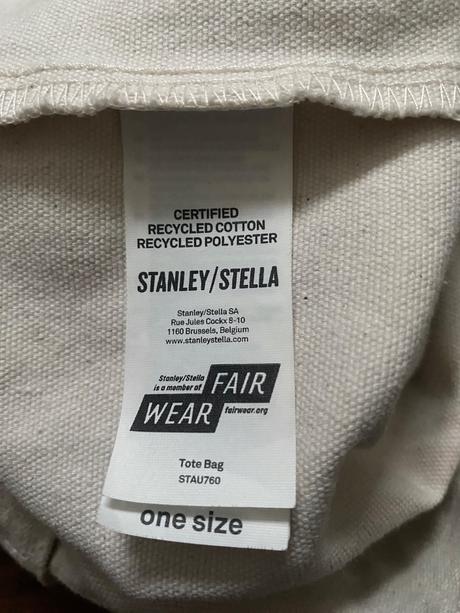 CERTIFIED
RECYCLED COTTON
RECYCLED POLYESTER
STANLEY/STELLA
Stanley/Stella SA
Rue Jules Cockx 8-10
1160 Brussels, Belgium
www.stanleystella.com
Stanley/Stella
is a member of
FAIR
WEAR
fairwear.org
Tote Bag
STAU760
one size